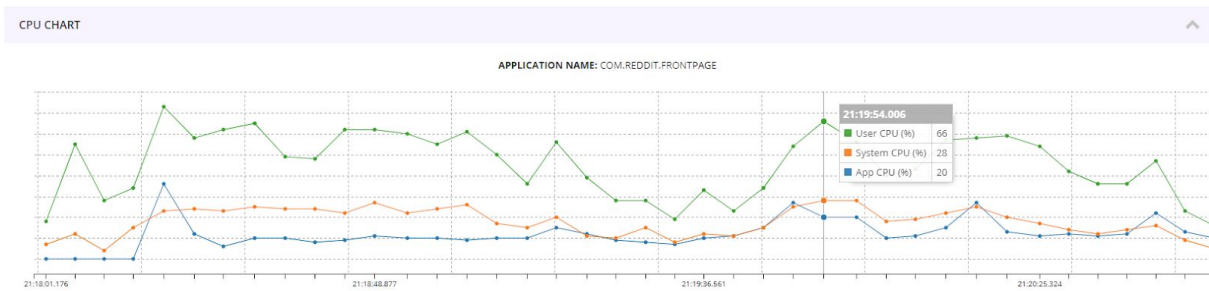 CPU CHART
APPLICATION NAME: COM.REDDIT.FRONTPAGE
21:19:54.006
User CPU (%) 66
System CPU (%) 28
App CPU (%) 20
21:18:01.176 21:18:48.877 21:19:36.561 21:20:25.324